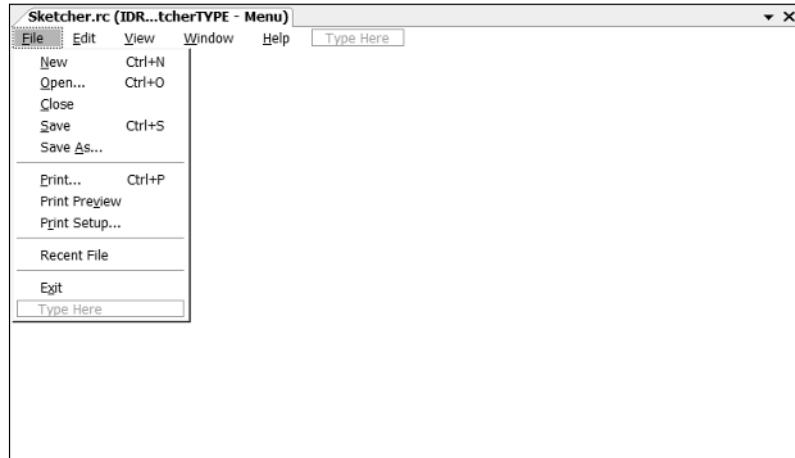 Sketcher.rc (IDR...tcherTYPE - Menu)
File Edit View Window Help Type Here
New Ctrl+N
Open... Ctrl+O
Close
Save Ctrl+S
Save As...
Print... Ctrl+P
Print Preview
Print Setup...
Recent File
Exit
Type Here